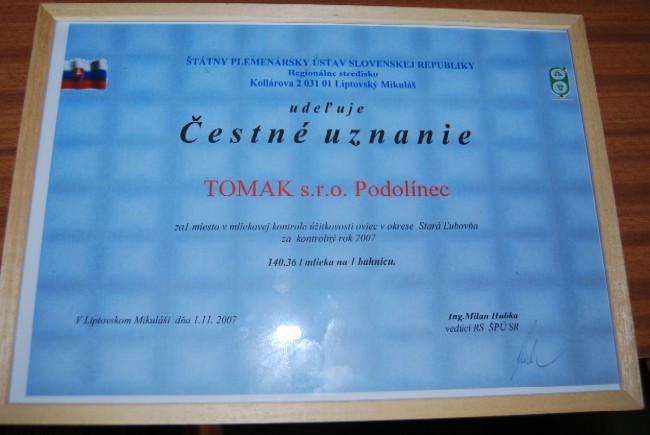 ŠTÁTNY PLEMENÁRSKY ÚSTAV SLOVENSKEJ REPUBLIKY
Regionálne stredisko
Kollárova 2 031 01 Liptovský Mikuláš
udeľuje
Čestné uznanie
TOMAK s.r.o. Podolínec
za1.miesto v mliekovej kontrole úžitkovosti oviec v okrese Stará Ľubovňa
za kontrolný rok 2007
140,36 l mlieka na 1 bahnicu.
V Liptovskom Mikuláši dňa 1.11. 2007
Ing.Milan Hubka
vedúci RS ŠPÚ SR